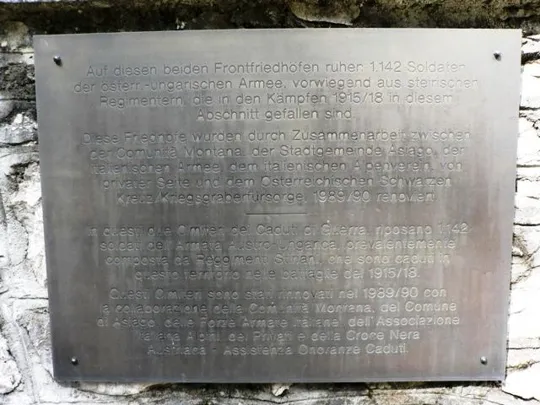 Auf diesen beiden Frontfriedhöfen ruhen 1.142 Soldaten
der österr.-ungarischen Armee, vorwiegend aus steirischen
Regimentern, die in den Kämpfen 1915/18 in diesem
Abschnitt gefallen sind.
Diese Friedhöfe wurden durch Zusammenarbeit zwischen
der Comunità Montana, der Stadtgemeinde Asiago, der
italienischen Armee, dem italienischen Alpenverein, von
privater Seite und dem Österreichischen Schwarzen
Kreuz/Kriegsgräberfürsorge, 1989/90 renoviert.
In questi due Cimiteri dei Caduti di Guerra riposano 1.142
soldati dell'Armata Austro-Ungarica, prevalentemente
composta da Regimenti Stiriani, che sono caduti in
questo territorio nelle battaglie del 1915/18.
Questi Cimiteri sono stati rinnovati nel 1989/90 con
la collaborazione della Comunità Montana, del Comune
di Asiago, delle Forze Armate Italiane, dell'Associazione
Italiana Alpini, dei Privati e della Croce Nera
Austriaca - Assistenza Onoranze Caduti.